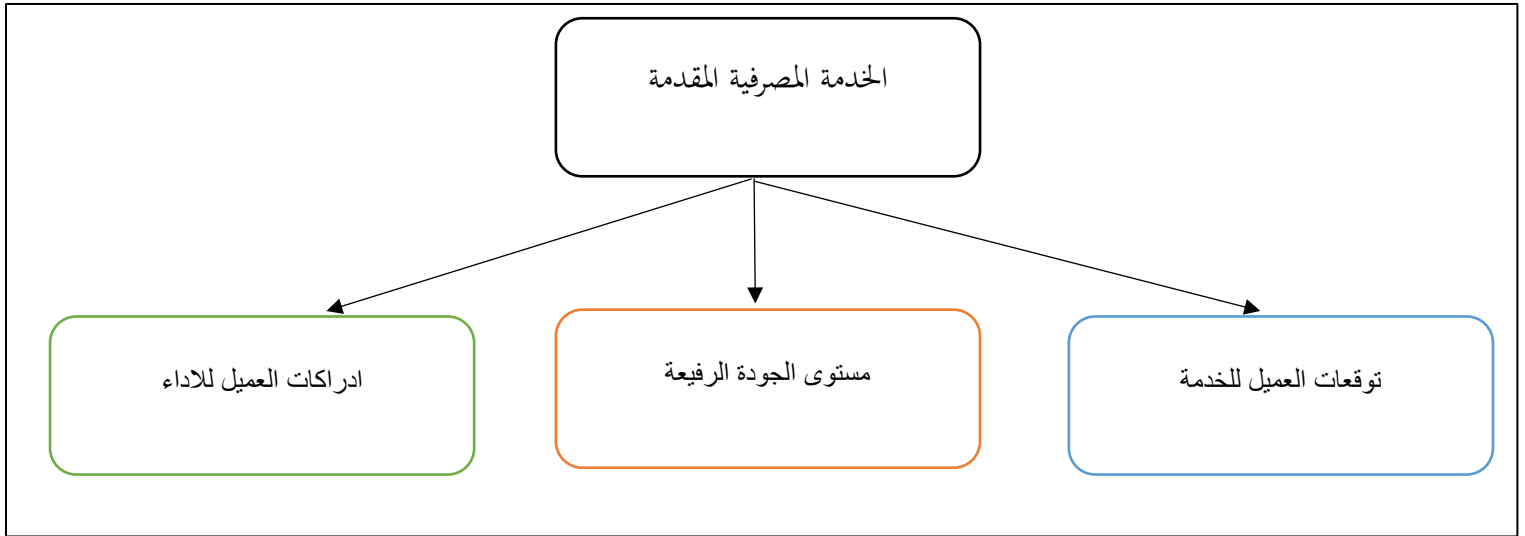 الخدمة المصرفية المقدمة
توقعات العميل للخدمة
مستوى الجودة الرفيعة
ادراكات العميل للاداء